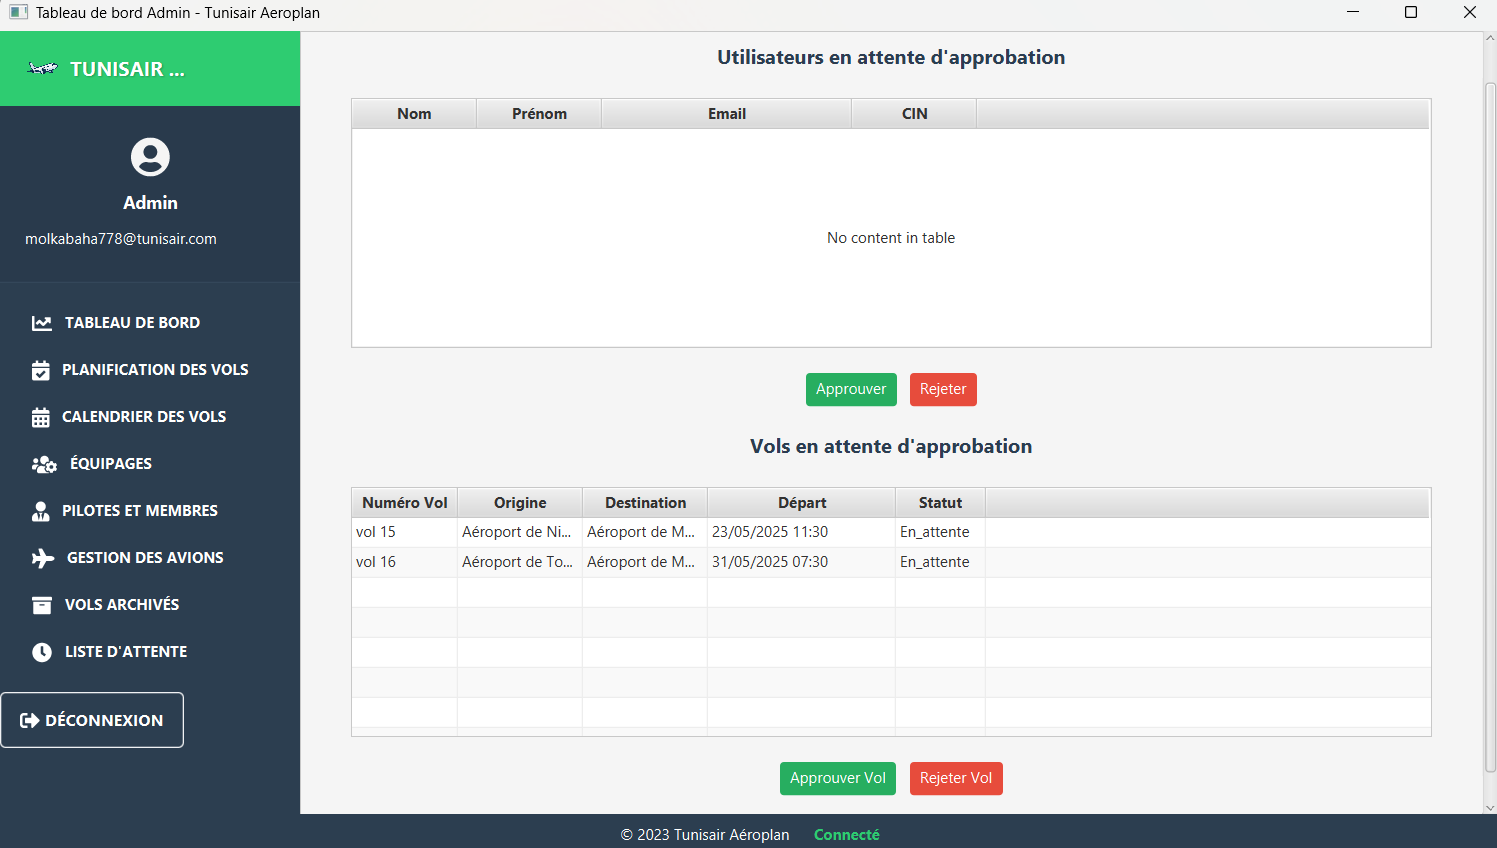 Tableau de bord Admin - Tunisair Aeroplan
TUNISAIR ...
Admin
molkabaha778@tunisair.com
TABLEAU DE BORD
PLANIFICATION DES VOLS
CALENDRIER DES VOLS
ÉQUIPAGES
PILOTES ET MEMBRES
GESTION DES AVIONS
VOLS ARCHIVÉS
LISTE D'ATTENTE
DÉCONNEXION
Utilisateurs en attente d'approbation
Nom Prénom Email CIN
No content in table
Approuver Rejeter
Vols en attente d'approbation
Numéro Vol Origine Destination Départ Statut
vol 15 Aéroport de Ni... Aéroport de M... 23/05/2025 11:30 En_attente
vol 16 Aéroport de To... Aéroport de M... 31/05/2025 07:30 En_attente
Approuver Vol Rejeter Vol
© 2023 Tunisair Aéroplan Connecté